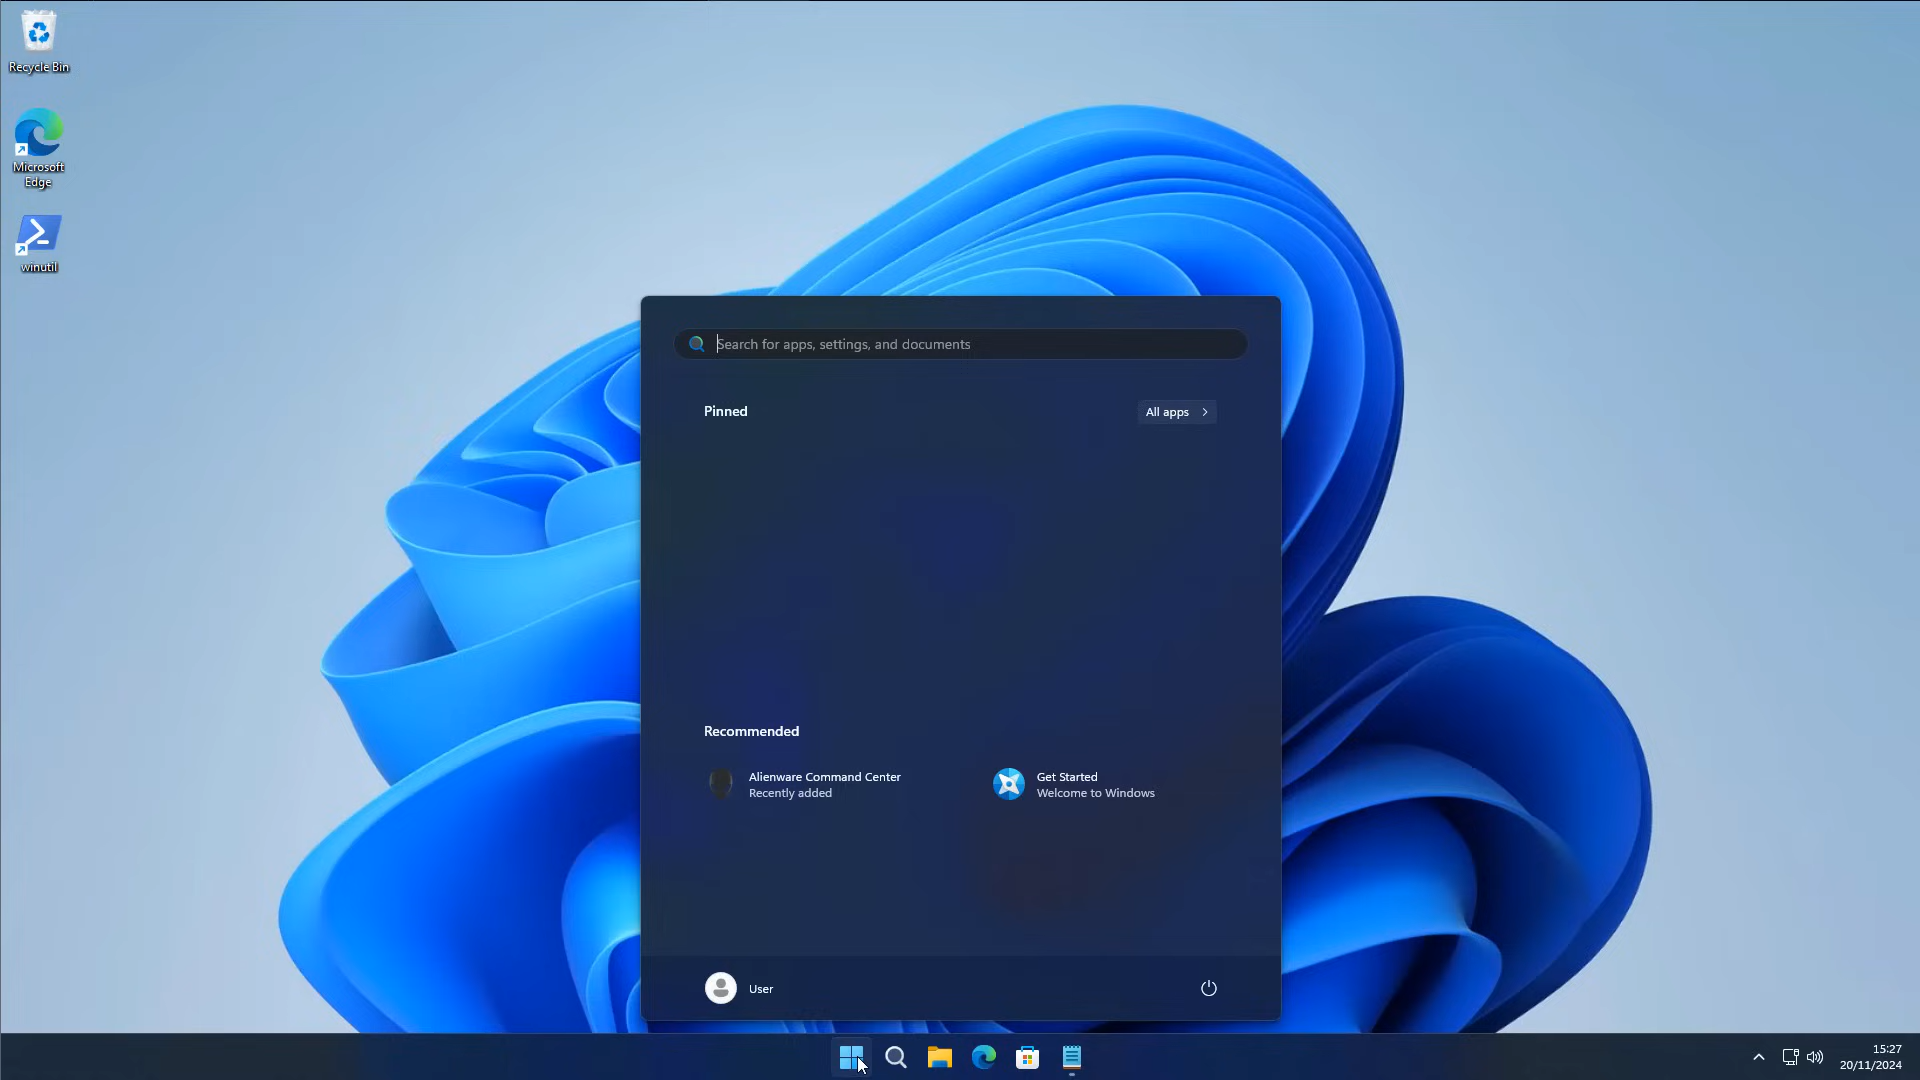 Recycle Bin
Microsoft
Edge
winutil
Search for apps, settings, and documents
Pinned
All apps
Recommended
Alienware Command Center
Recently added
Get Started
Welcome to Windows
User
15:27
20/11/2024